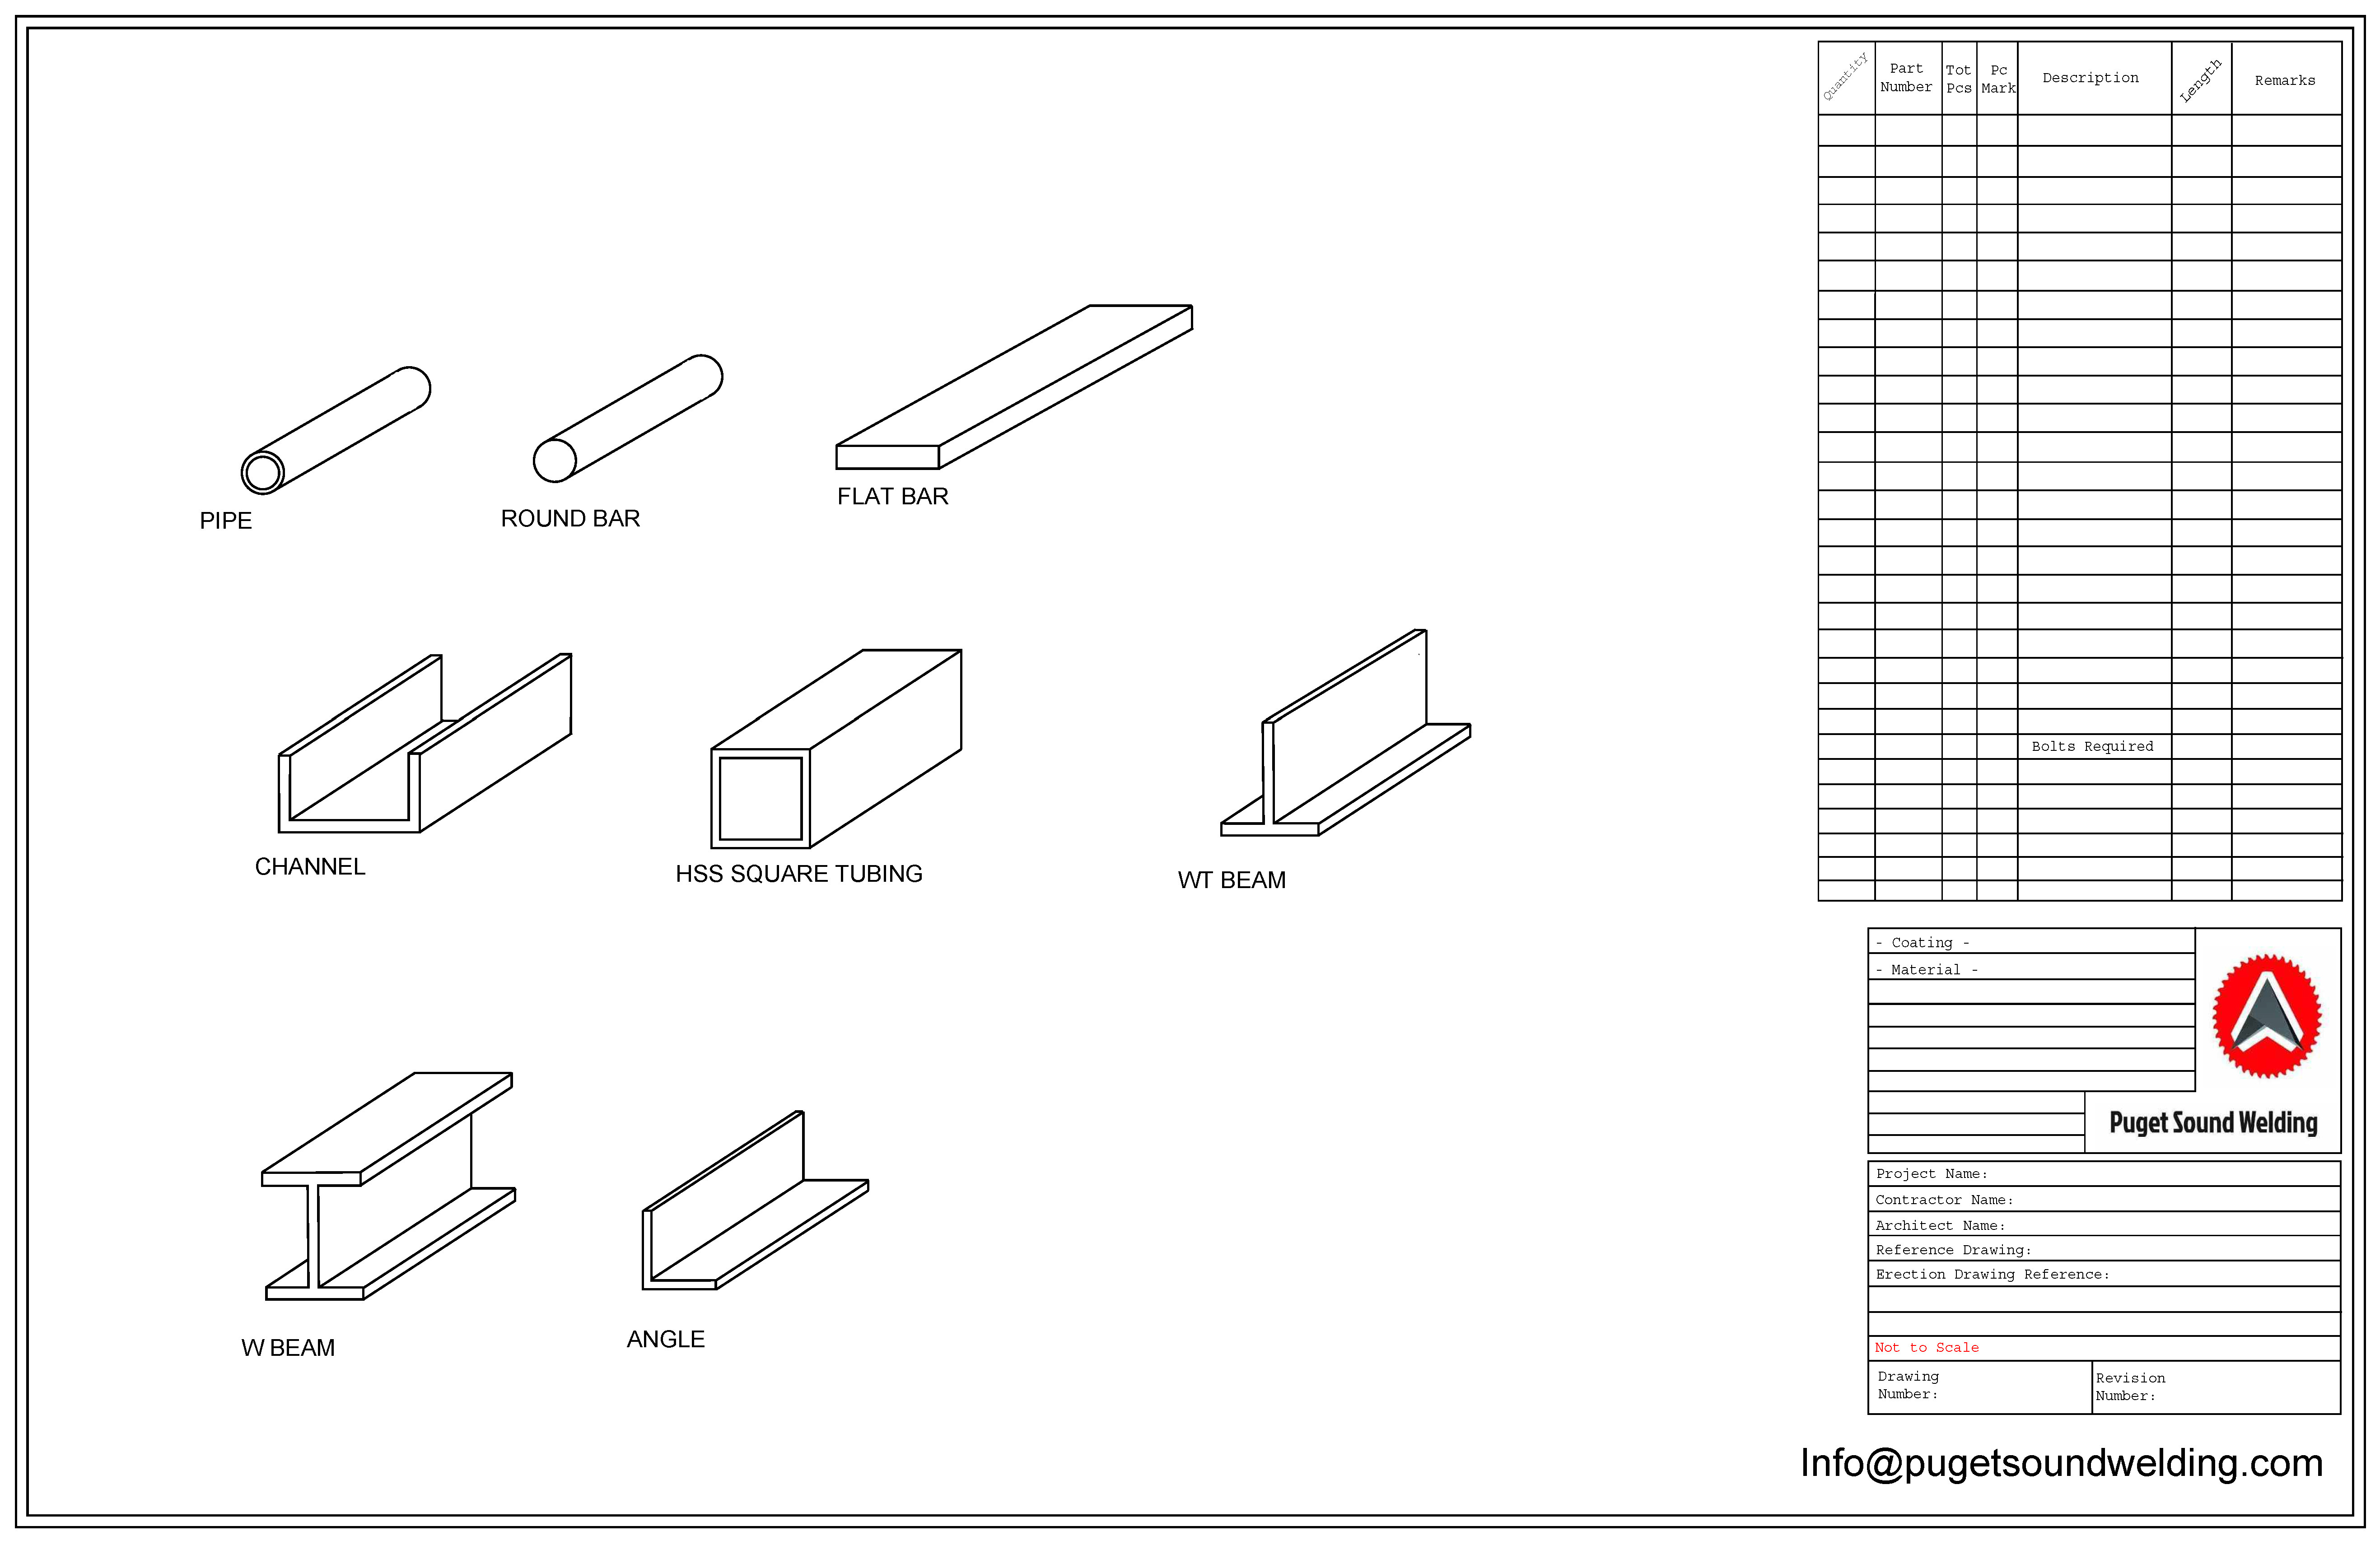 PIPE
ROUND BAR
FLAT BAR
CHANNEL
HSS SQUARE TUBING
WT BEAM
W BEAM
ANGLE
Quantity
Part
Number
Tot
Pcs
Pc
Mark
Description
Length
Remarks
Bolts Required
- Coating -
- Material -
Puget Sound Welding
Project Name:
Contractor Name:
Architect Name:
Reference Drawing:
Erection Drawing Reference:
Not to Scale
Drawing
Number:
Revision
Number:
Info@pugetsoundwelding.com